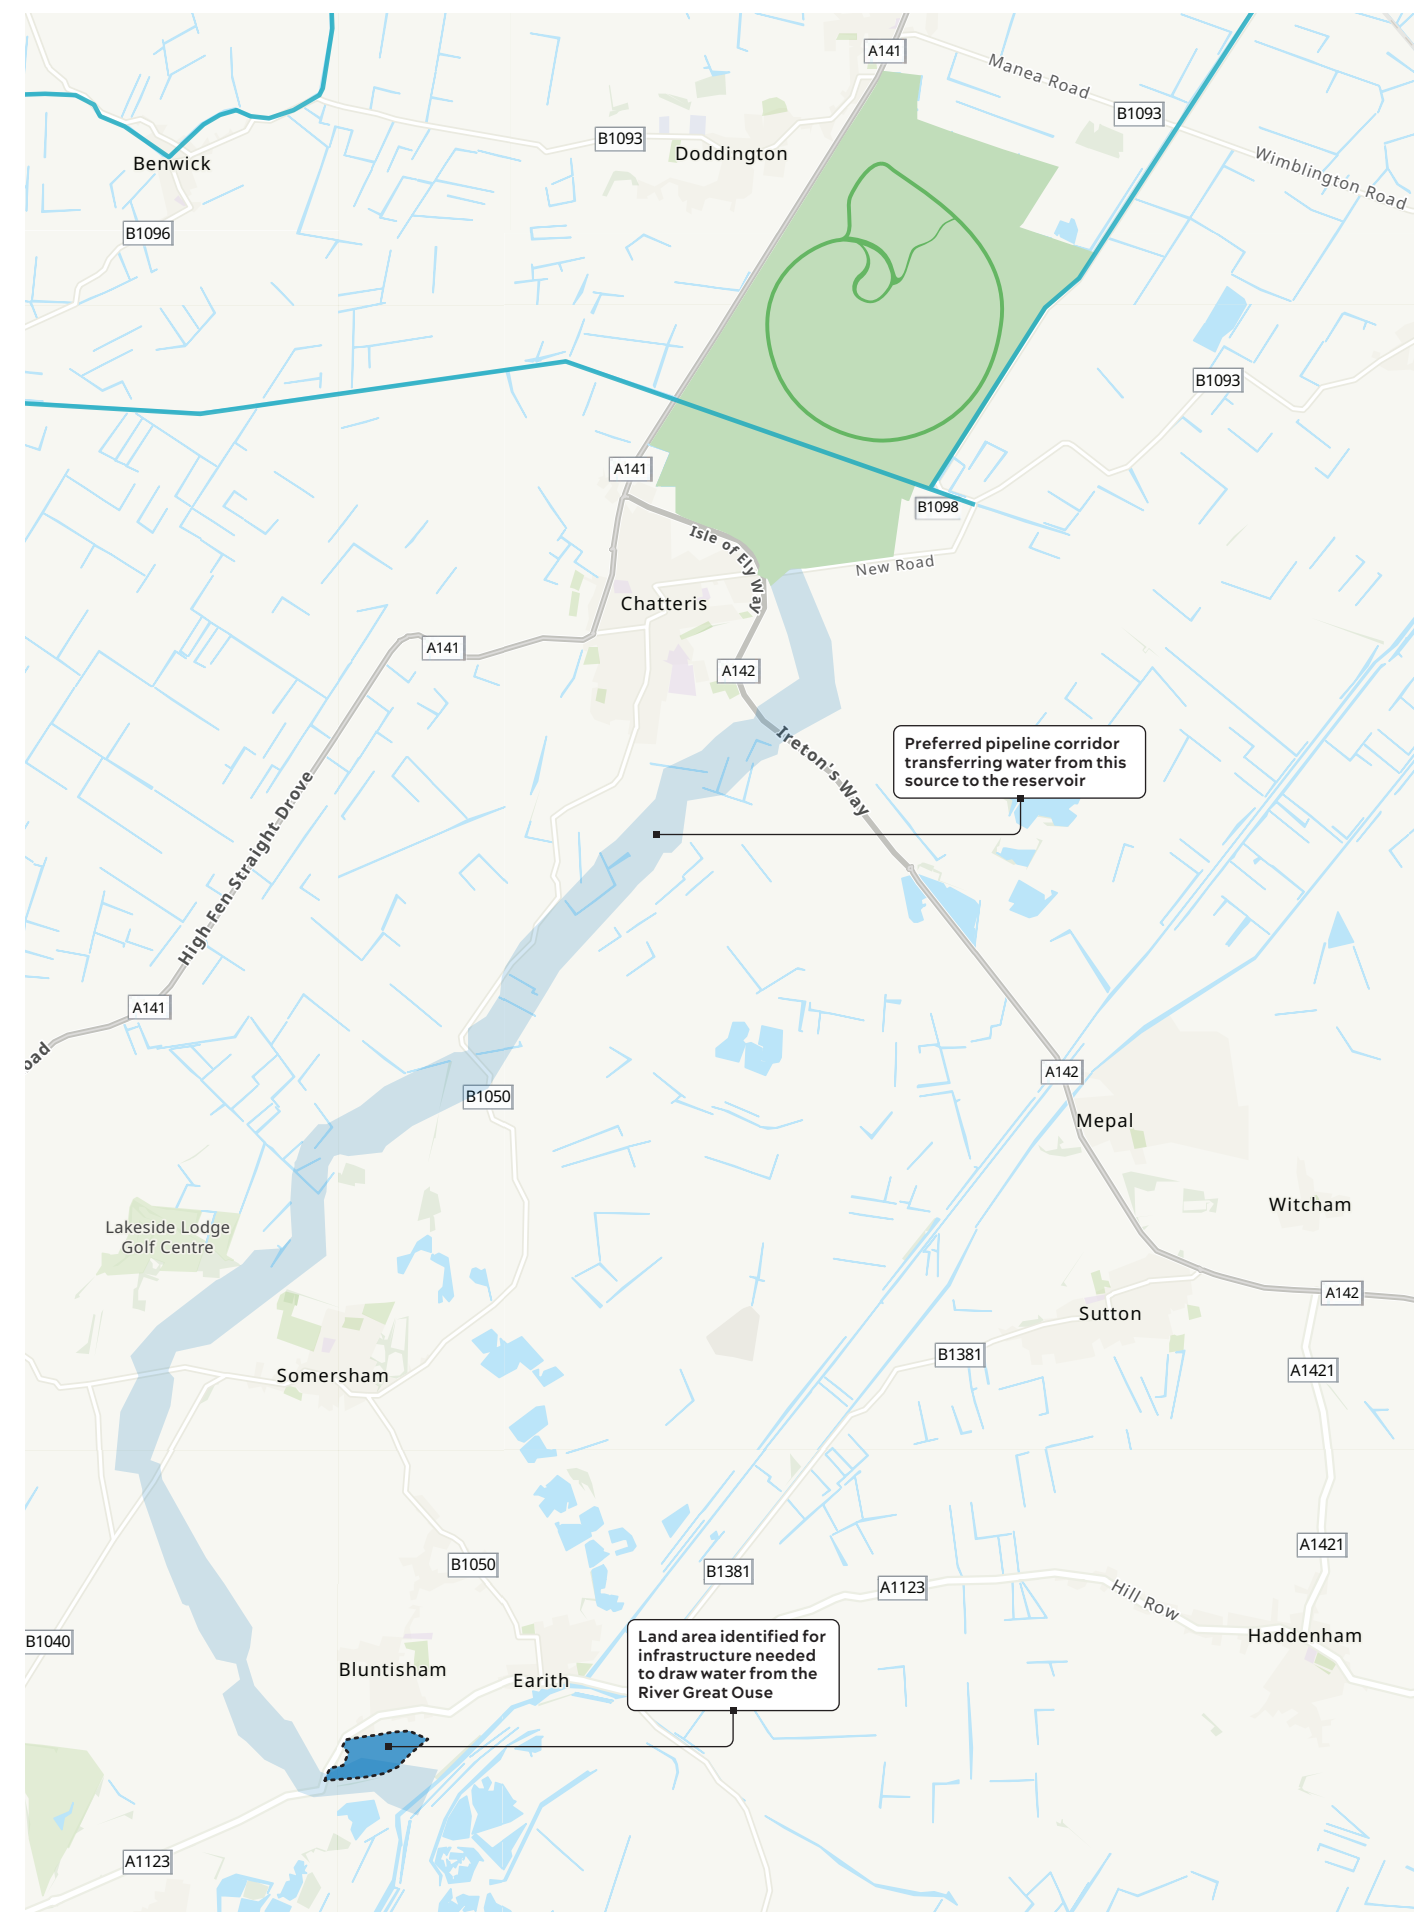 A141
Manea Road
B1093
B1093
Doddington
Benwick
Wimblington Road
B1096
B1093
A141
B1098
Isle of Ely Way
New Road
Chatteris
A141
A142
Ireton's Way
Preferred pipeline corridor
transferring water from this
source to the reservoir
High Fen Straight Drove
A141
oad
A142
B1050
Mepal
Witcham
Lakeside Lodge
Golf Centre
A142
Sutton
B1381
A1421
Somersham
A1421
B1050
B1381
A1123
Hill Row
Land area identified for
infrastructure needed
to draw water from the
River Great Ouse
Haddenham
B1040
Bluntisham
Earith
A1123